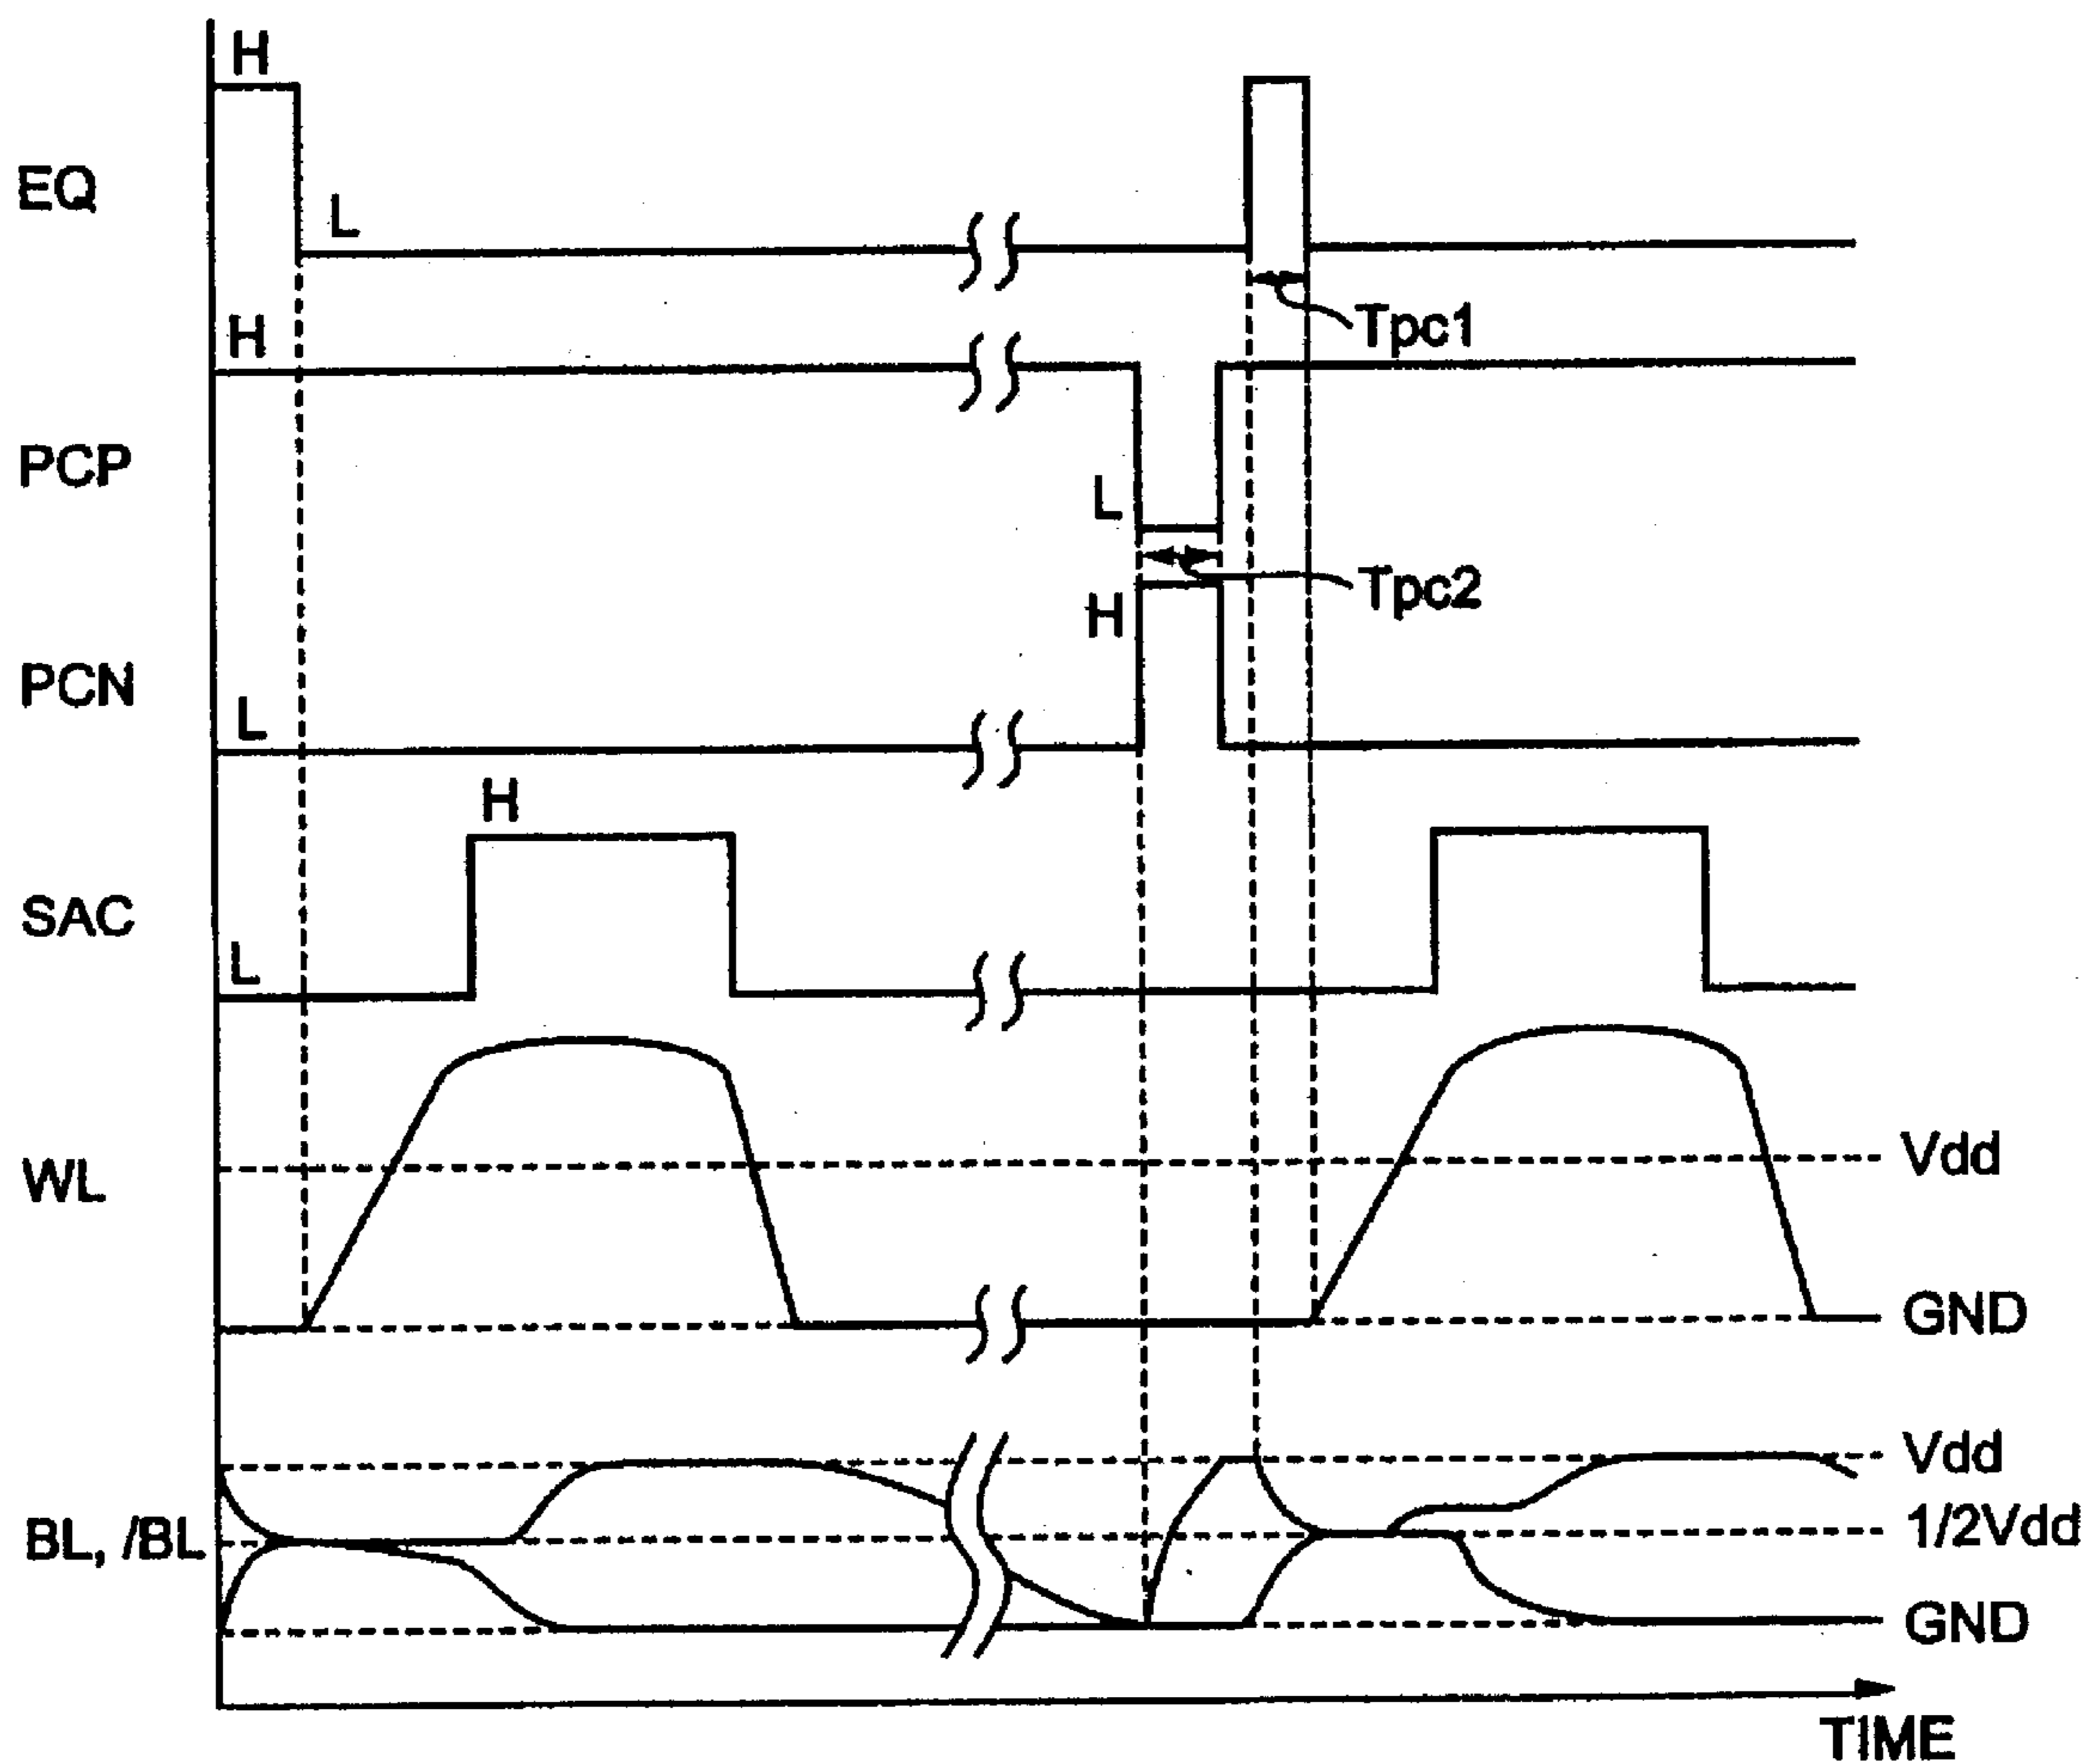 H
EQ
L
Tpc1
H
PCP
L
Tpc2
H
PCN
L
H
SAC
L
WL
Vdd
GND
Vdd
BL, /BL
1/2Vdd
GND
TIME